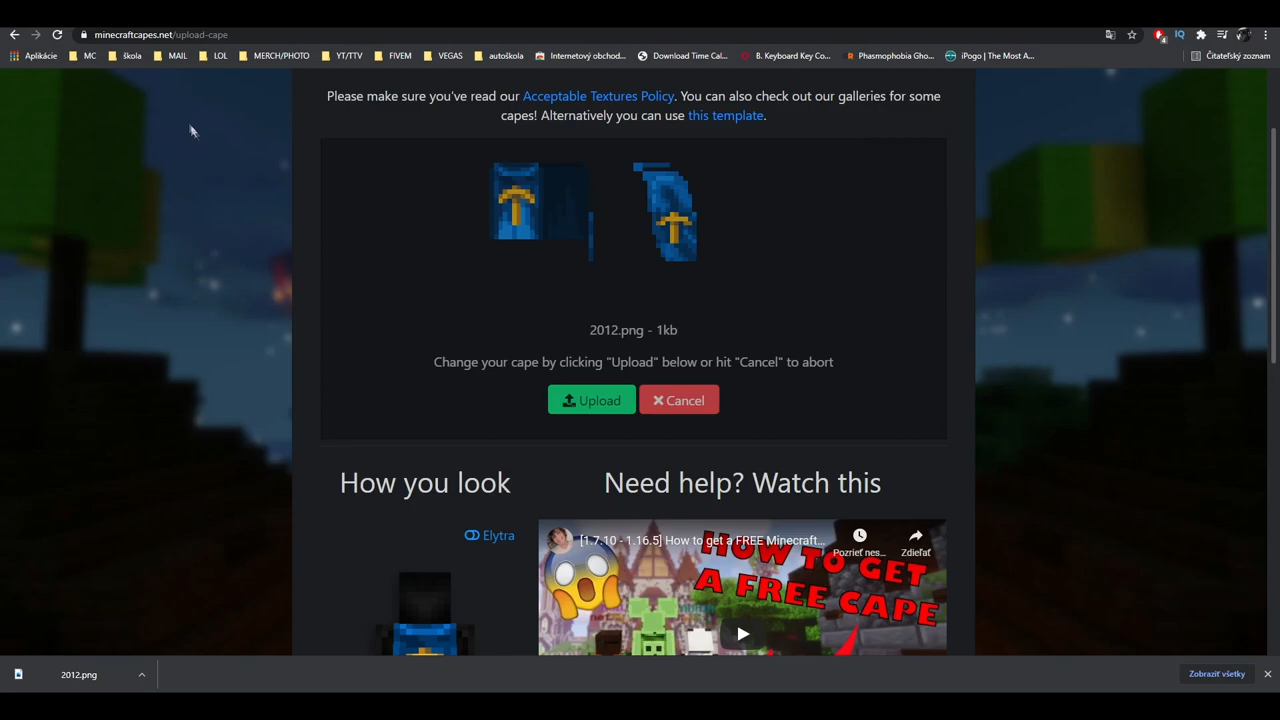 minecraftcapes.net/upload-cape
Aplikácie MC škola MAIL LOL MERCH/PHOTO YT/TTV FIVEM VEGAS autoškola Internetový obchod... Download Time Cal... B. Keyboard Key Co... Phasmophobia Gho... iPogo | The Most A... Čitateľský zoznam
Please make sure you've read our Acceptable Textures Policy. You can also check out our galleries for some
capes! Alternatively you can use this template.
2012.png - 1kb
Change your cape by clicking "Upload" below or hit "Cancel" to abort
Upload Cancel
How you look
Need help? Watch this
Elytra
[1.7.10 - 1.16.5] How to get a FREE Minecraft...
Pozrieť nes... Zdieľať
HOW TO GET
A FREE CAPE
2012.png
Zobraziť všetky